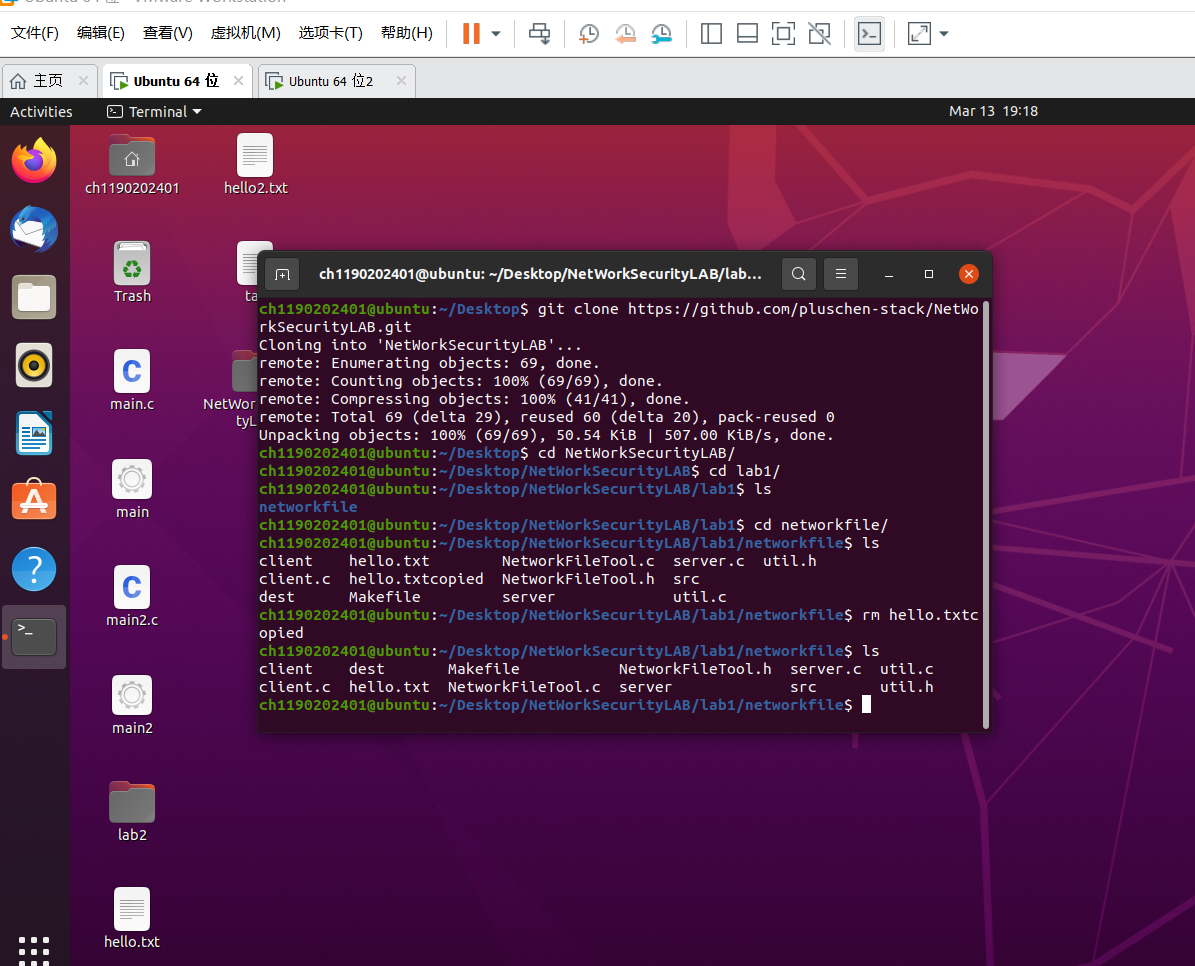 Ubuntu 64 位 - VMware Workstation
文件(F) 编辑(E) 查看(V) 虚拟机(M) 选项卡(T) 帮助(H)
主页 Ubuntu 64 位 Ubuntu 64 位2
Activities Terminal Mar 13 19:18
ch1190202401
hello2.txt
Trash
ta
main.c
NetWor
tyL
main
main2.c
main2
lab2
hello.txt
ch1190202401@ubuntu: ~/Desktop/NetWorkSecurityLAB/lab...
ch1190202401@ubuntu:~/Desktop$ git clone https://github.com/pluschen-stack/NetWo
rkSecurityLAB.git
Cloning into 'NetWorkSecurityLAB'...
remote: Enumerating objects: 69, done.
remote: Counting objects: 100% (69/69), done.
remote: Compressing objects: 100% (41/41), done.
remote: Total 69 (delta 29), reused 60 (delta 20), pack-reused 0
Unpacking objects: 100% (69/69), 50.54 KiB | 507.00 KiB/s, done.
ch1190202401@ubuntu:~/Desktop$ cd NetWorkSecurityLAB/
ch1190202401@ubuntu:~/Desktop/NetWorkSecurityLAB$ cd lab1/
ch1190202401@ubuntu:~/Desktop/NetWorkSecurityLAB/lab1$ ls
networkfile
ch1190202401@ubuntu:~/Desktop/NetWorkSecurityLAB/lab1$ cd networkfile/
ch1190202401@ubuntu:~/Desktop/NetWorkSecurityLAB/lab1/networkfile$ ls
client hello.txt NetworkFileTool.c server.c util.h
client.c hello.txtcopied NetworkFileTool.h src
dest Makefile server util.c
ch1190202401@ubuntu:~/Desktop/NetWorkSecurityLAB/lab1/networkfile$ rm hello.txtc
opied
ch1190202401@ubuntu:~/Desktop/NetWorkSecurityLAB/lab1/networkfile$ ls
client dest Makefile NetworkFileTool.h server.c util.c
client.c hello.txt NetworkFileTool.c server src util.h
ch1190202401@ubuntu:~/Desktop/NetWorkSecurityLAB/lab1/networkfile$